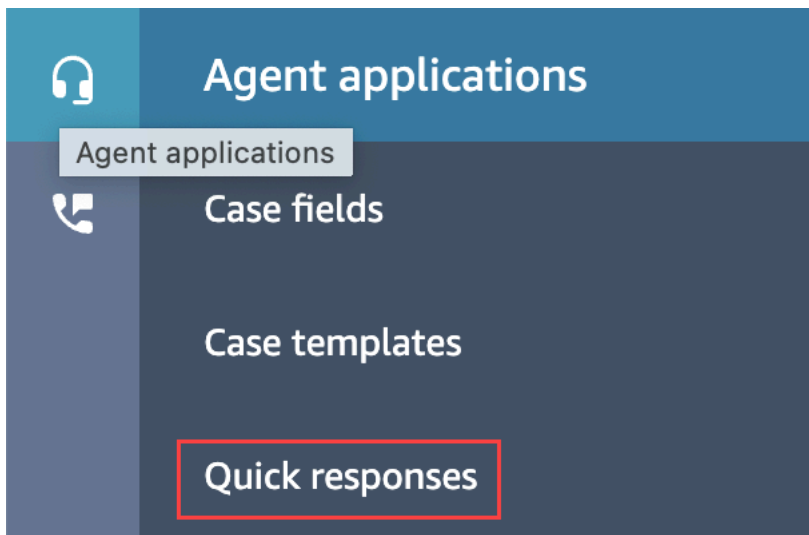 Agent applications
Agent applications
Case fields
Case templates
Quick responses